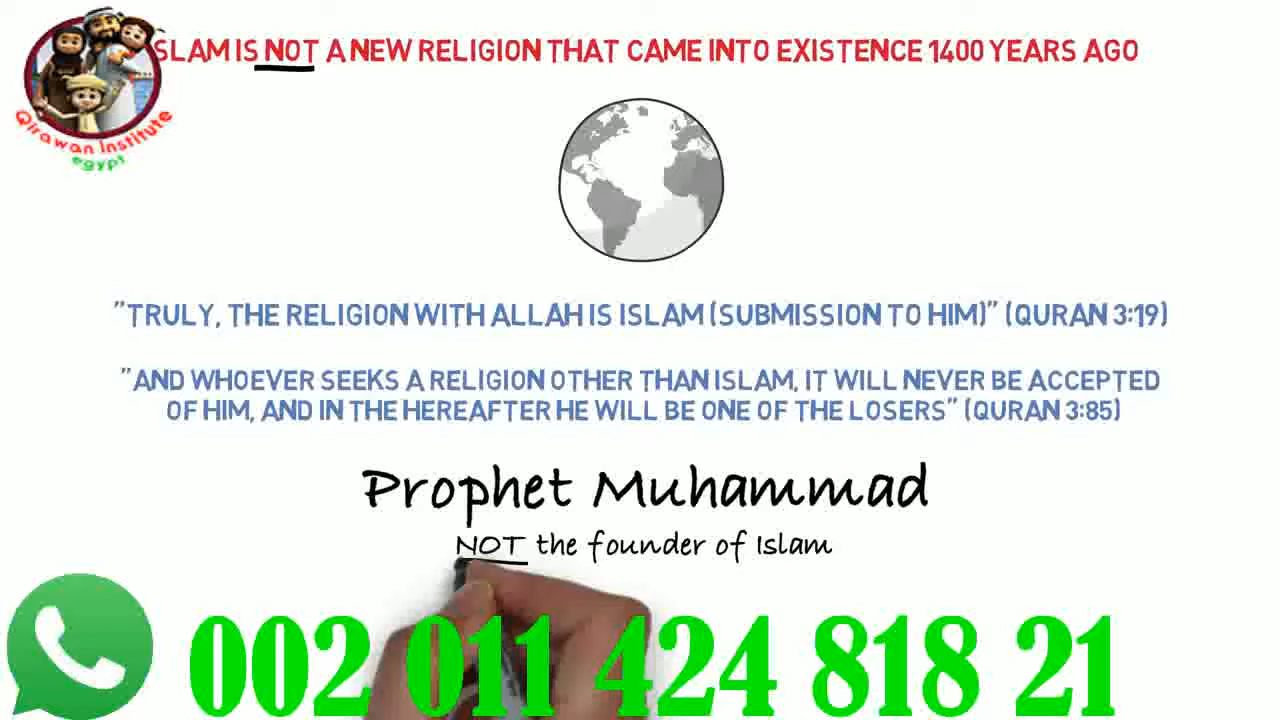 SLAM IS NOT A NEW RELIGION THAT CAME INTO EXISTENCE 1400 YEARS AGO
Qirawan Institute
egypt
"TRULY, THE RELIGION WITH ALLAH IS ISLAM (SUBMISSION TO HIM)" (QURAN 3:19)
"AND WHOEVER SEEKS A RELIGION OTHER THAN ISLAM, IT WILL NEVER BE ACCEPTED
OF HIM, AND IN THE HEREAFTER HE WILL BE ONE OF THE LOSERS" (QURAN 3:85)
Prophet Muhammad
NOT the founder of Islam
002 011 424 818 21